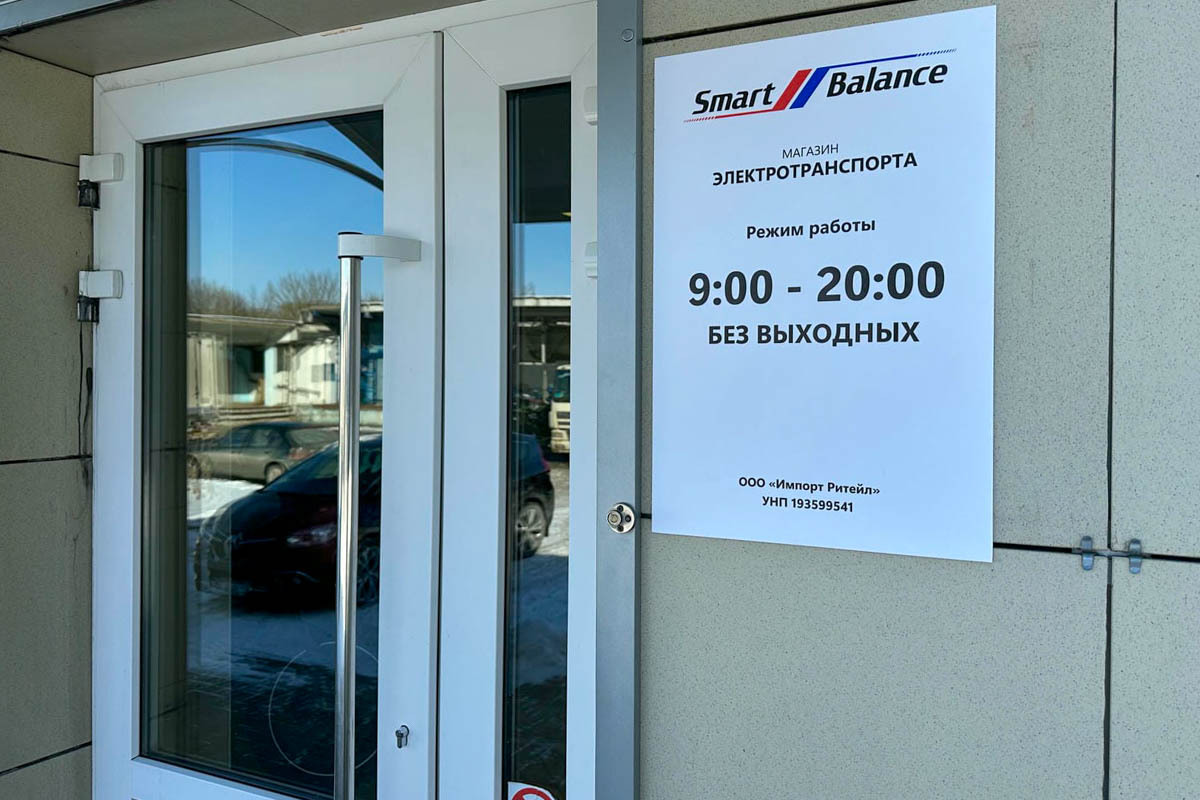 Smart Balance
МАГАЗИН
ЭЛЕКТРОТРАНСПОРТА
Режим работы
9:00 - 20:00
БЕЗ ВЫХОДНЫХ
ООО «Импорт Ритейл»
УНП 193599541